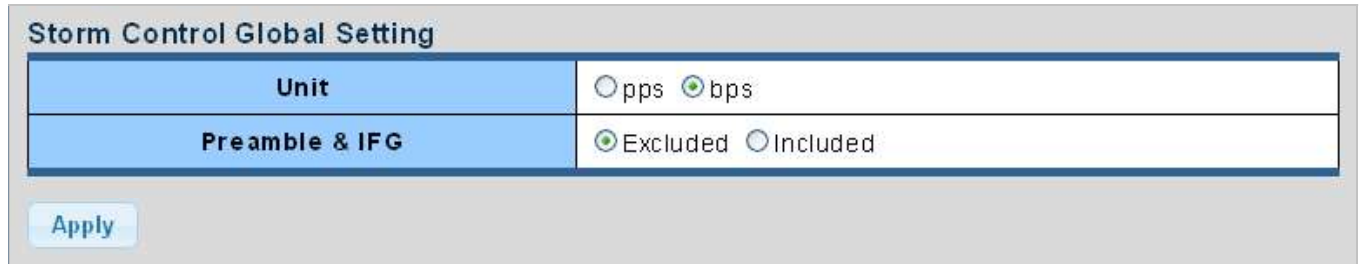 Storm Control Global Setting
Unit pps bps
Preamble & IFG Excluded Included
Apply